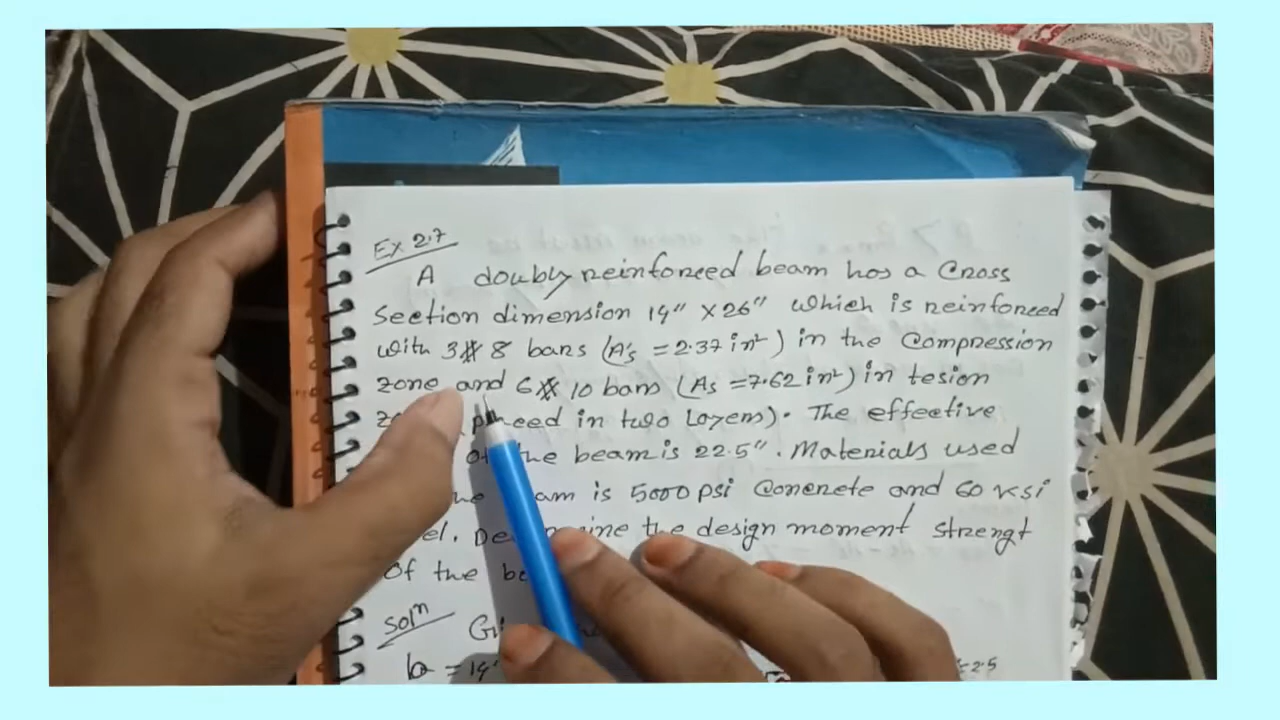 Ex 2.7
A doubly reinforced beam has a Cross
Section dimension 14" X 26" which is reinforced
with 3# 8 bars (A's = 2.37 in²) in the Compression
zone and 6# 10 bars (As = 7.62 in²) in tesion
in two Layers). The effective
the beam is 22.5". Materials used
is 5000 psi Concrete and 60 ksi
the design moment strengt
Of the
Solⁿ
b = 14"